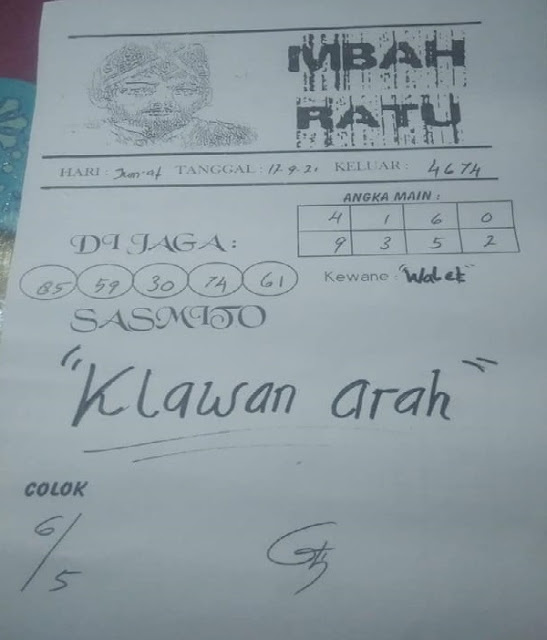 MBAH
RATU
HARI : Jum-at TANGGAL : 17-9-21 KELUAR : 4674
ANGKA MAIN :
4 1 6 0
9 3 5 2
DI JAGA :
85 59 30 74 61
Kewane : "Walet"
SASMITO
"Klawan arah"
COLOK
6/5